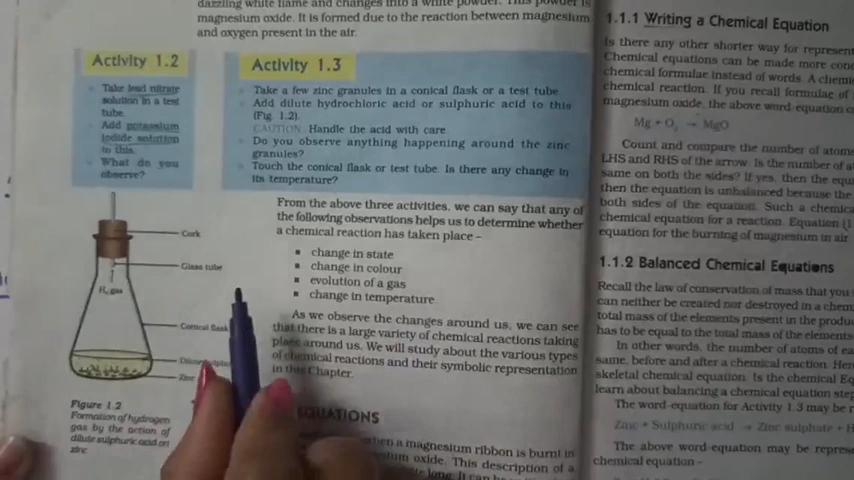 dazzling white flame and changes into a white powder. This powder is
magnesium oxide. It is formed due to the reaction between magnesium
and oxygen present in the air.
Activity 1.2
Take lead nitrate
solution in a test
tube.
Add potassium
iodide solution
to this.
What do you
observe?
Activity 1.3
Take a few zinc granules in a conical flask or a test tube.
Add dilute hydrochloric acid or sulphuric acid to this
(Fig. 1.2).
CAUTION: Handle the acid with care.
Do you observe anything happening around the zinc
granules?
Touch the conical flask or test tube. Is there any change in
its temperature?
From the above three activities, we can say that any of
the following observations helps us to determine whether
a chemical reaction has taken place –
change in state
change in colour
evolution of a gas
change in temperature
As we observe the changes around us, we can see
that there is a large variety of chemical reactions taking
place around us. We will study about the various types
of chemical reactions and their symbolic representation
in this Chapter.
Cork
Glass tube
H₂ gas
Conical flask
Zinc
Figure 1.2
Formation of hydrogen
gas by the action of
dilute sulphuric acid on
zinc
EQUATIONS
when a magnesium ribbon is burnt in
oxide. This description of a
long. It can be
1.1.1 Writing a Chemical Equation
Is there any other shorter way for
Chemical equations can be made more
chemical formulae instead of words. A
chemical reaction. If you recall formulae of
magnesium oxide, the above word-equation
Mg + O₂ → MgO
Count and compare the number of
LHS and RHS of the arrow. Is the number of
same on both the sides? If yes, then the
then the equation is unbalanced because the
both sides of the equation. Such a
chemical equation for a reaction. Equation
equation for the burning of magnesium in air
1.1.2 Balanced Chemical Equations
Recall the law of conservation of mass that you
can neither be created nor destroyed in a
total mass of the elements present in the
has to be equal to the total mass of the elements
In other words, the number of atoms of
same, before and after a chemical reaction.
skeletal chemical equation. Is the chemical
learn about balancing a chemical equation
The word-equation for Activity 1.3 may be
Zinc + Sulphuric acid → Zinc sulphate +
The above word-equation may be
chemical equation –